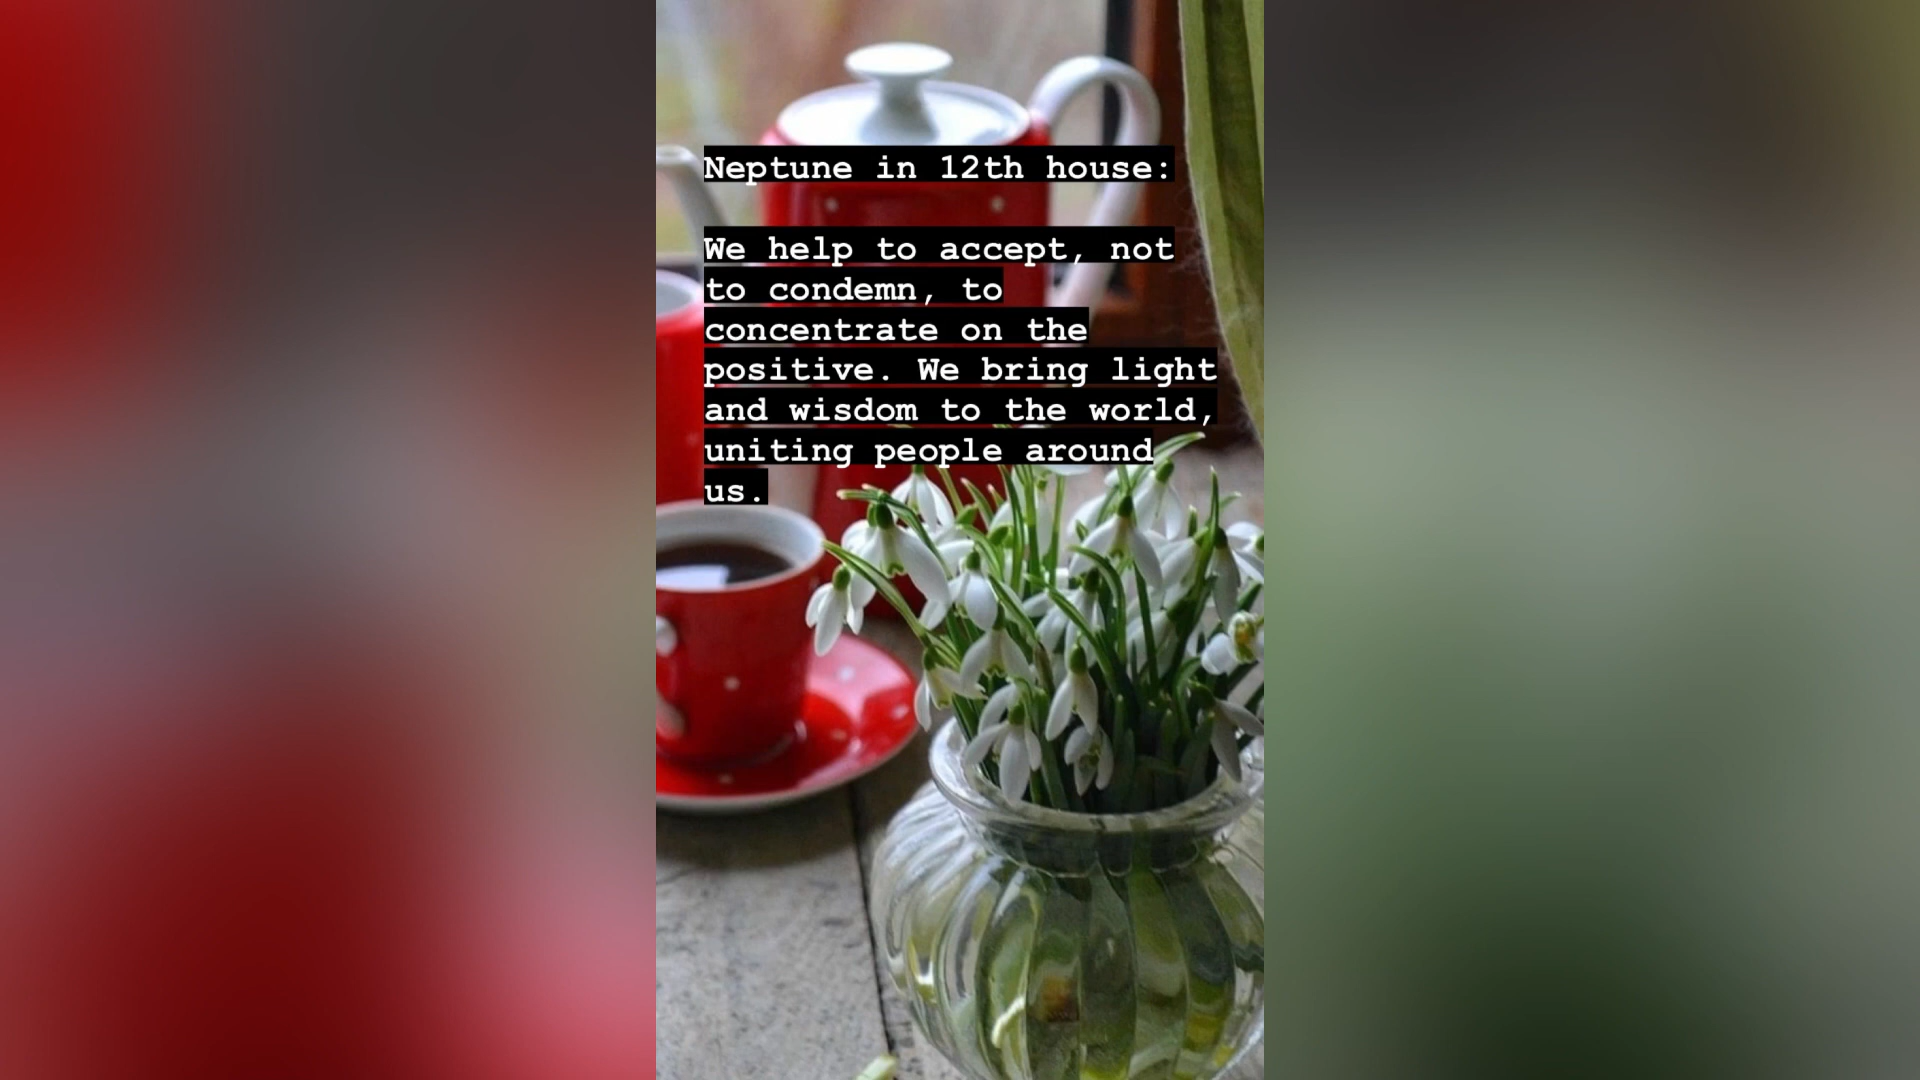 Neptune in 12th house:
We help to accept, not
to condemn, to
concentrate on the
positive. We bring light
and wisdom to the world,
uniting people around
us.